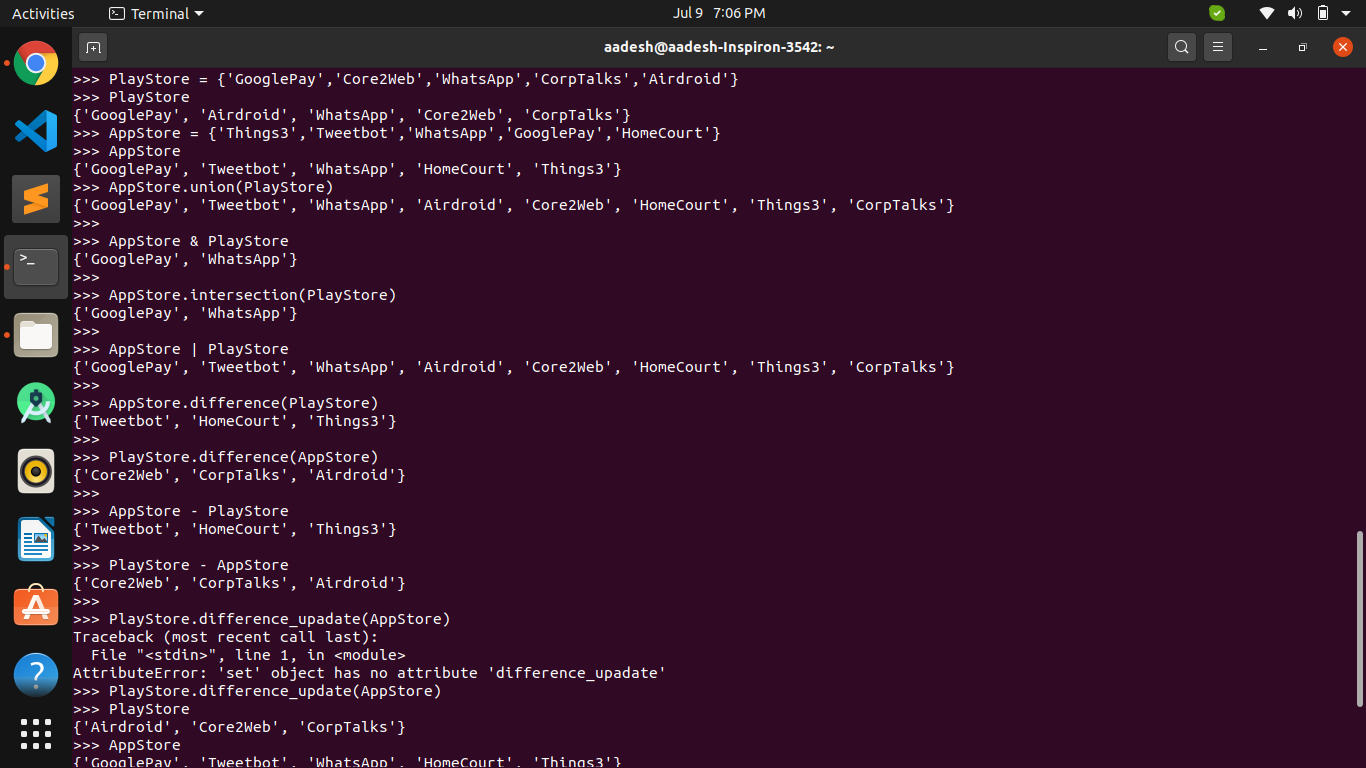 Activities
Terminal
Jul 9 7:06 PM
aadesh@aadesh-Inspiron-3542: ~
>>> PlayStore = {'GooglePay','Core2Web','WhatsApp','CorpTalks','Airdroid'}
>>> PlayStore
{'GooglePay', 'Airdroid', 'WhatsApp', 'Core2Web', 'CorpTalks'}
>>> AppStore = {'Things3','Tweetbot','WhatsApp','GooglePay','HomeCourt'}
>>> AppStore
{'GooglePay', 'Tweetbot', 'WhatsApp', 'HomeCourt', 'Things3'}
>>> AppStore.union(PlayStore)
{'GooglePay', 'Tweetbot', 'WhatsApp', 'Airdroid', 'Core2Web', 'HomeCourt', 'Things3', 'CorpTalks'}
>>>
>>> AppStore & PlayStore
{'GooglePay', 'WhatsApp'}
>>>
>>> AppStore.intersection(PlayStore)
{'GooglePay', 'WhatsApp'}
>>>
>>> AppStore | PlayStore
{'GooglePay', 'Tweetbot', 'WhatsApp', 'Airdroid', 'Core2Web', 'HomeCourt', 'Things3', 'CorpTalks'}
>>>
>>> AppStore.difference(PlayStore)
{'Tweetbot', 'HomeCourt', 'Things3'}
>>>
>>> PlayStore.difference(AppStore)
{'Core2Web', 'CorpTalks', 'Airdroid'}
>>>
>>> AppStore - PlayStore
{'Tweetbot', 'HomeCourt', 'Things3'}
>>>
>>> PlayStore - AppStore
{'Core2Web', 'CorpTalks', 'Airdroid'}
>>>
>>> PlayStore.difference_upadate(AppStore)
Traceback (most recent call last):
  File "<stdin>", line 1, in <module>
AttributeError: 'set' object has no attribute 'difference_upadate'
>>> PlayStore.difference_update(AppStore)
>>> PlayStore
{'Airdroid', 'Core2Web', 'CorpTalks'}
>>> AppStore
{'GooglePay', 'Tweetbot', 'WhatsApp', 'HomeCourt', 'Things3'}